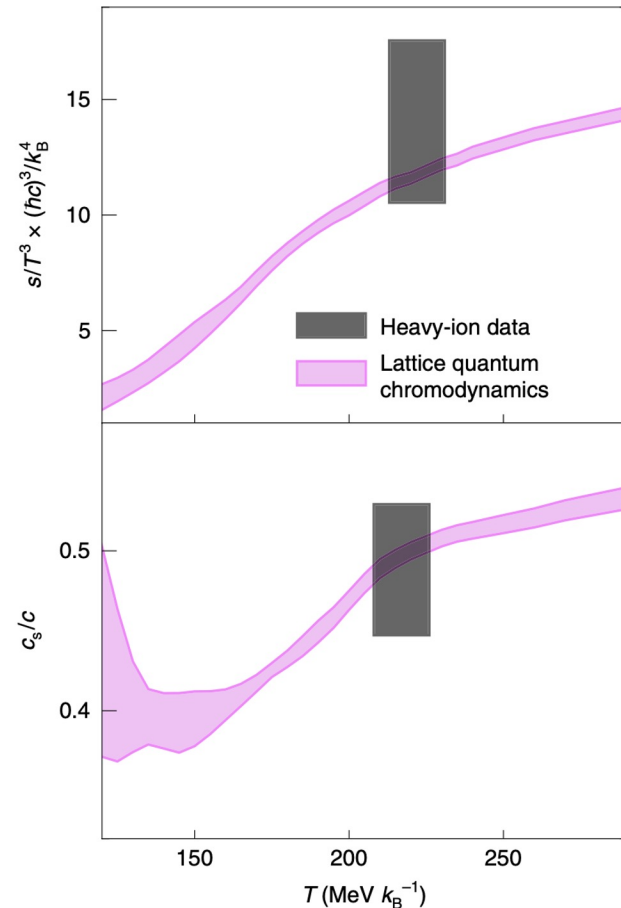 15
10
5
s/T³ × (ħc)³/k_B⁴
Heavy-ion data
Lattice quantum
chromodynamics
0.5
0.4
c_s/c
150
200
250
T (MeV k_B⁻¹)